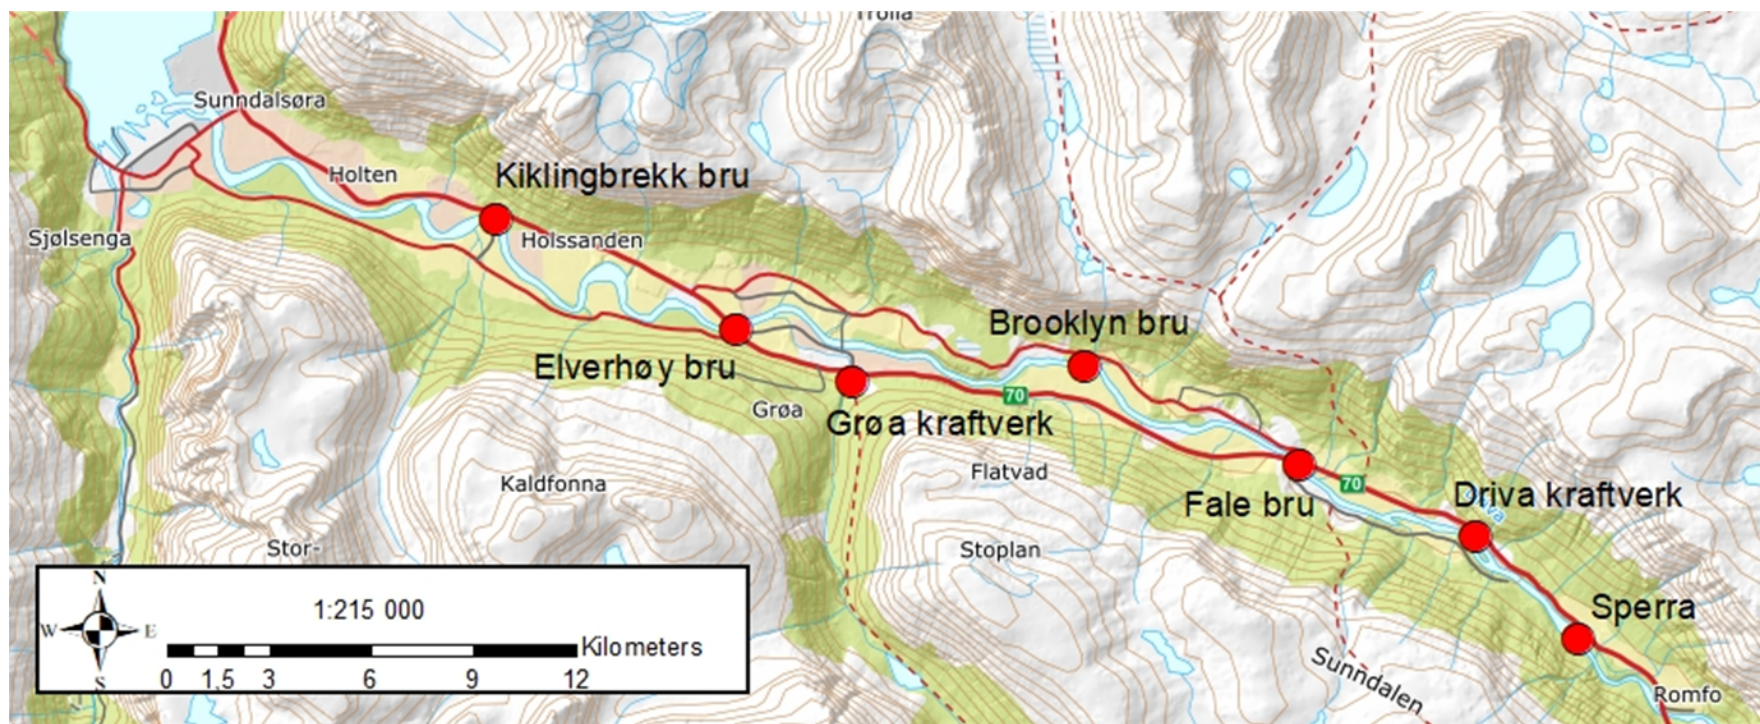 Trolla
Sunndalsøra
Holten
Kiklingbrekk bru
Sjølsenga
Holssanden
Brooklyn bru
Elverhøy bru
70
Grøa
Grøa kraftverk
Flatvad
Kaldfonna
70
Driva kraftverk
Fale bru
Stor-
Stoplan
N
W
E
S
1:215 000
Kilometers
0 1,5 3 6 9 12
Sperra
Sunndalen
Romfo